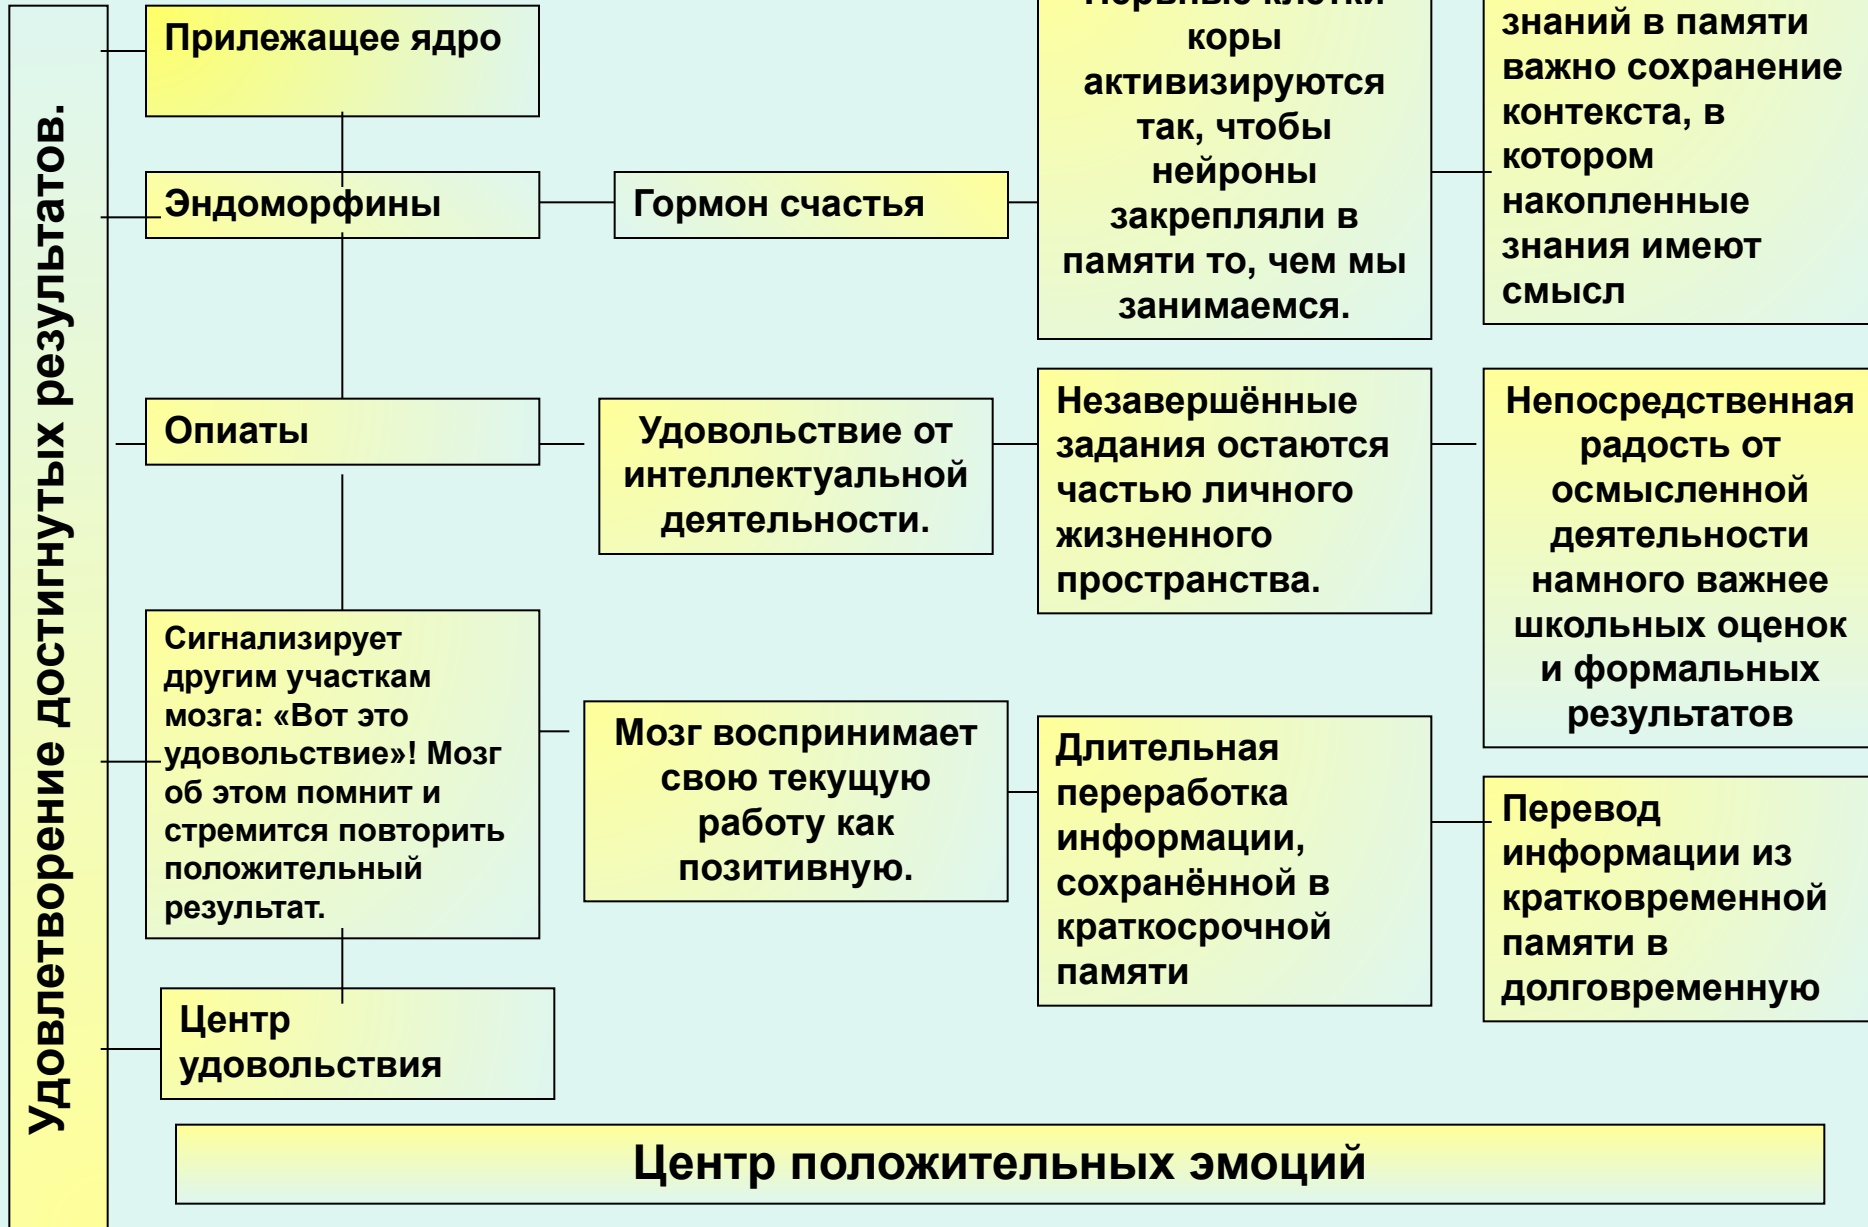 Удовлетворение достигнутых результатов.
Прилежащее ядро
Эндоморфины
Гормон счастья
коры
активизируются
так, чтобы
нейроны
закрепляли в
памяти то, чем мы
занимаемся.
знаний в памяти
важно сохранение
контекста, в
котором
накопленные
знания имеют
смысл
Опиаты
Удовольствие от
интеллектуальной
деятельности.
Незавершённые
задания остаются
частью личного
жизненного
пространства.
Непосредственная
радость от
осмысленной
деятельности
намного важнее
школьных оценок
и формальных
результатов
Сигнализирует
другим участкам
мозга: «Вот это
удовольствие»! Мозг
об этом помнит и
стремится повторить
положительный
результат.
Мозг воспринимает
свою текущую
работу как
позитивную.
Длительная
переработка
информации,
сохранённой в
краткосрочной
памяти
Перевод
информации из
кратковременной
памяти в
долговременную
Центр
удовольствия
Центр положительных эмоций